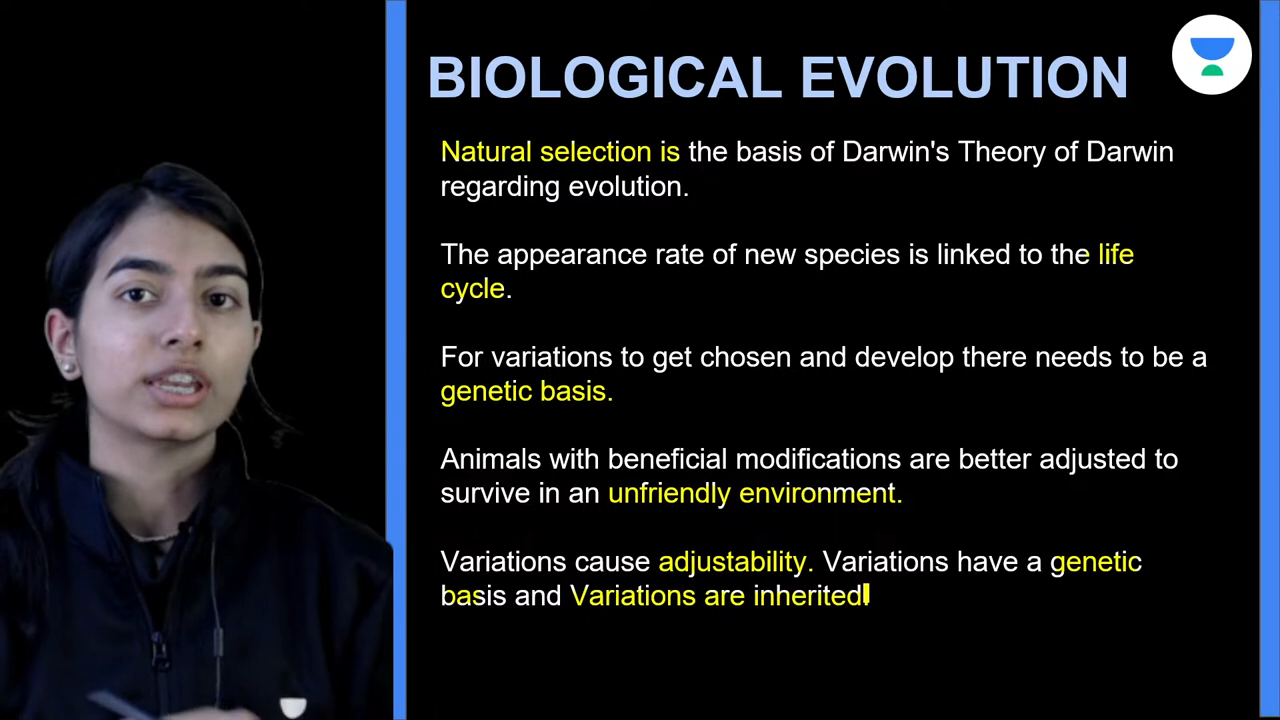 BIOLOGICAL EVOLUTION
Natural selection is the basis of Darwin's Theory of Darwin
regarding evolution.
The appearance rate of new species is linked to the life
cycle.
For variations to get chosen and develop there needs to be a
genetic basis.
Animals with beneficial modifications are better adjusted to
survive in an unfriendly environment.
Variations cause adjustability. Variations have a genetic
basis and Variations are inherited